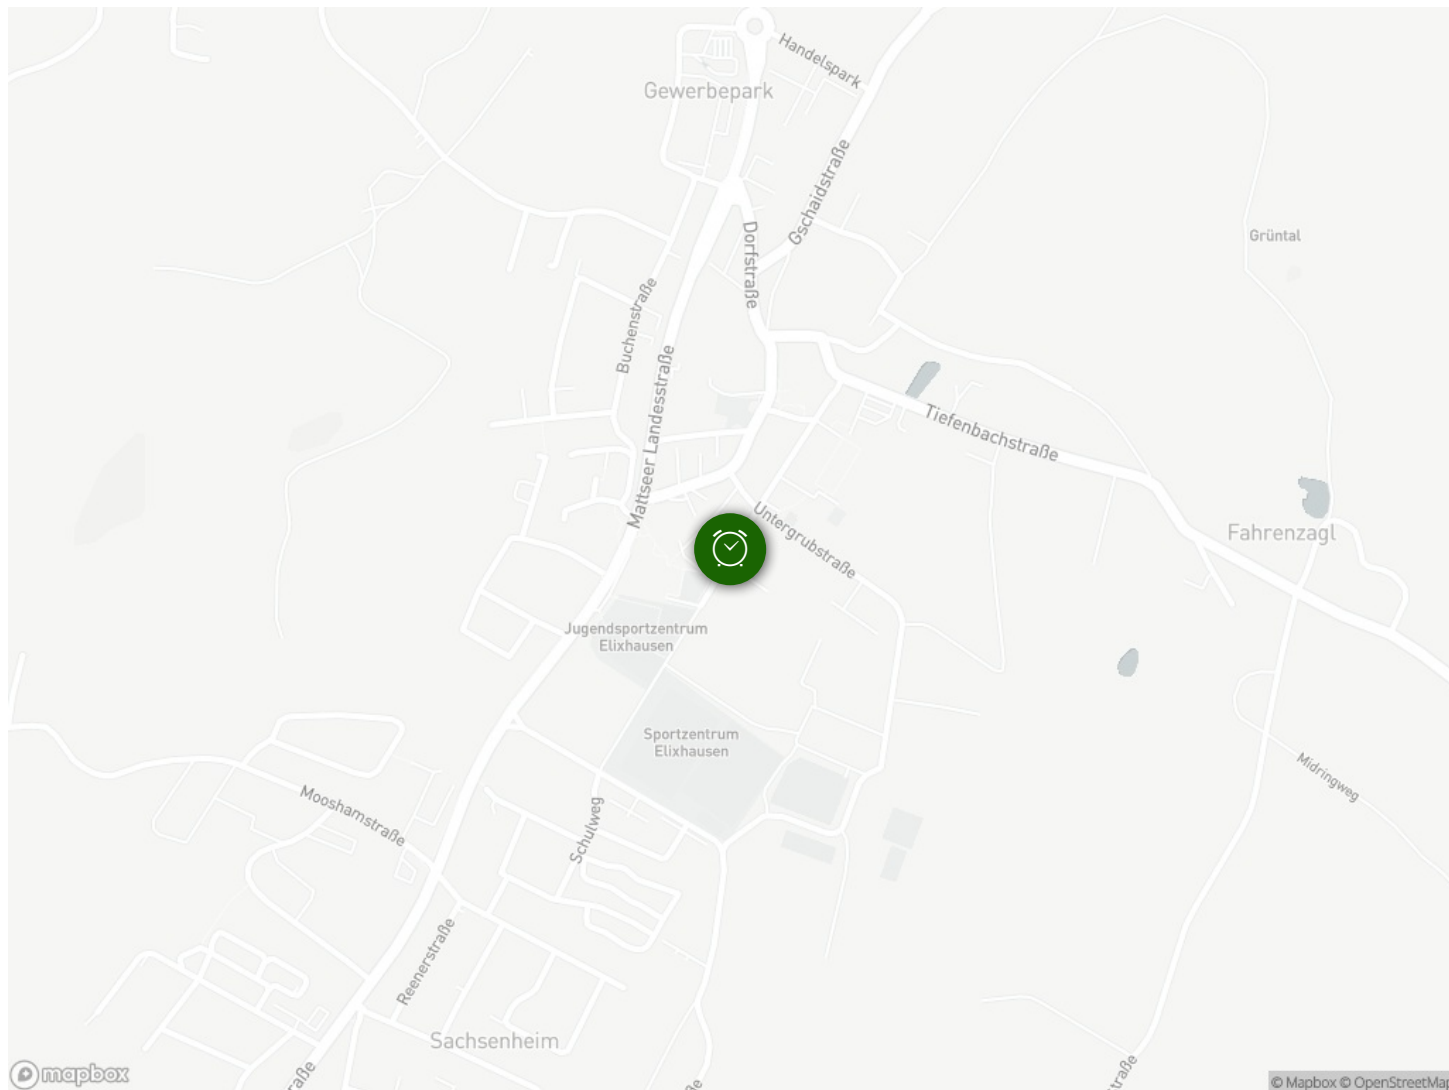 Handelspark
Gewerbepark
Gschaidstraße
Dorfstraße
Grüntal
Buchenstraße
Mattseer Landesstraße
Tiefenbachstraße
Untergrubstraße
Fahrenzagl
Jugendsportzentrum
Elixhausen
Sportzentrum
Elixhausen
Midringweg
Mooshamstraße
Schulweg
Reenerstraße
Sachsenheim
mapbox
© Mapbox © OpenStreetMap